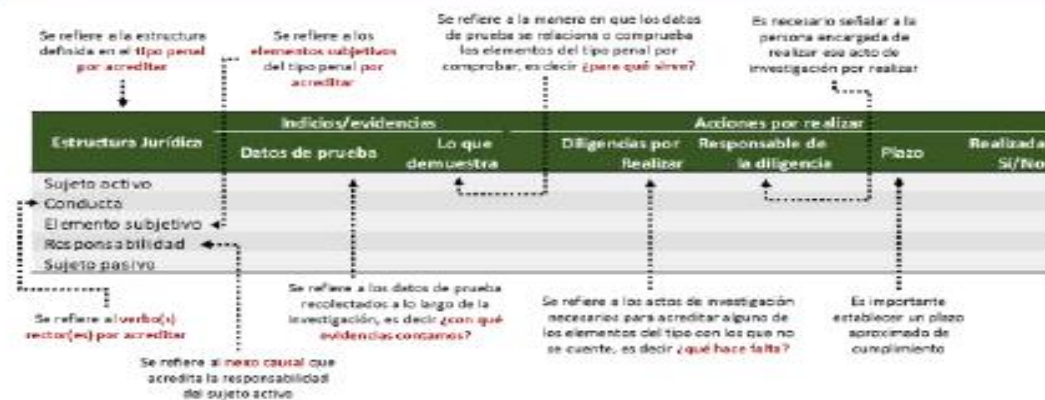 Se refiere a la estructura
definida en el tipo penal
por acreditar
Se refiere a los
elementos subjetivos
del tipo penal por
acreditar
Se refiere a la manera en que los datos
de prueba se relaciona o comprueba
los elementos del tipo penal por
comprobar, es decir ¿para qué sirve?
Es necesario señalar a la
persona encargada de
realizar ese acto de
investigación por realizar
Estructura Jurídica
Indicios/evidencias
Acciones por realizar
Datos de prueba
Lo que
demuestra
Diligencias por
Realizar
Responsable de
la diligencia
Plazo
Realizada
Sí/No
Sujeto activo
Conducta
Elemento subjetivo
Responsabilidad
Sujeto pasivo
Se refiere al verbo(s)
rector(es) por acreditar
Se refiere al nexo causal que
acredita la responsabilidad
del sujeto activo
Se refiere a los datos de prueba
recolectados a lo largo de la
investigación, es decir ¿con qué
evidencias contamos?
Se refiere a los actos de investigación
necesarios para acreditar alguno de
los elementos del tipo con los que no
se cuente, es decir ¿qué hace falta?
Es importante
establecer un plazo
aproximado de
cumplimiento